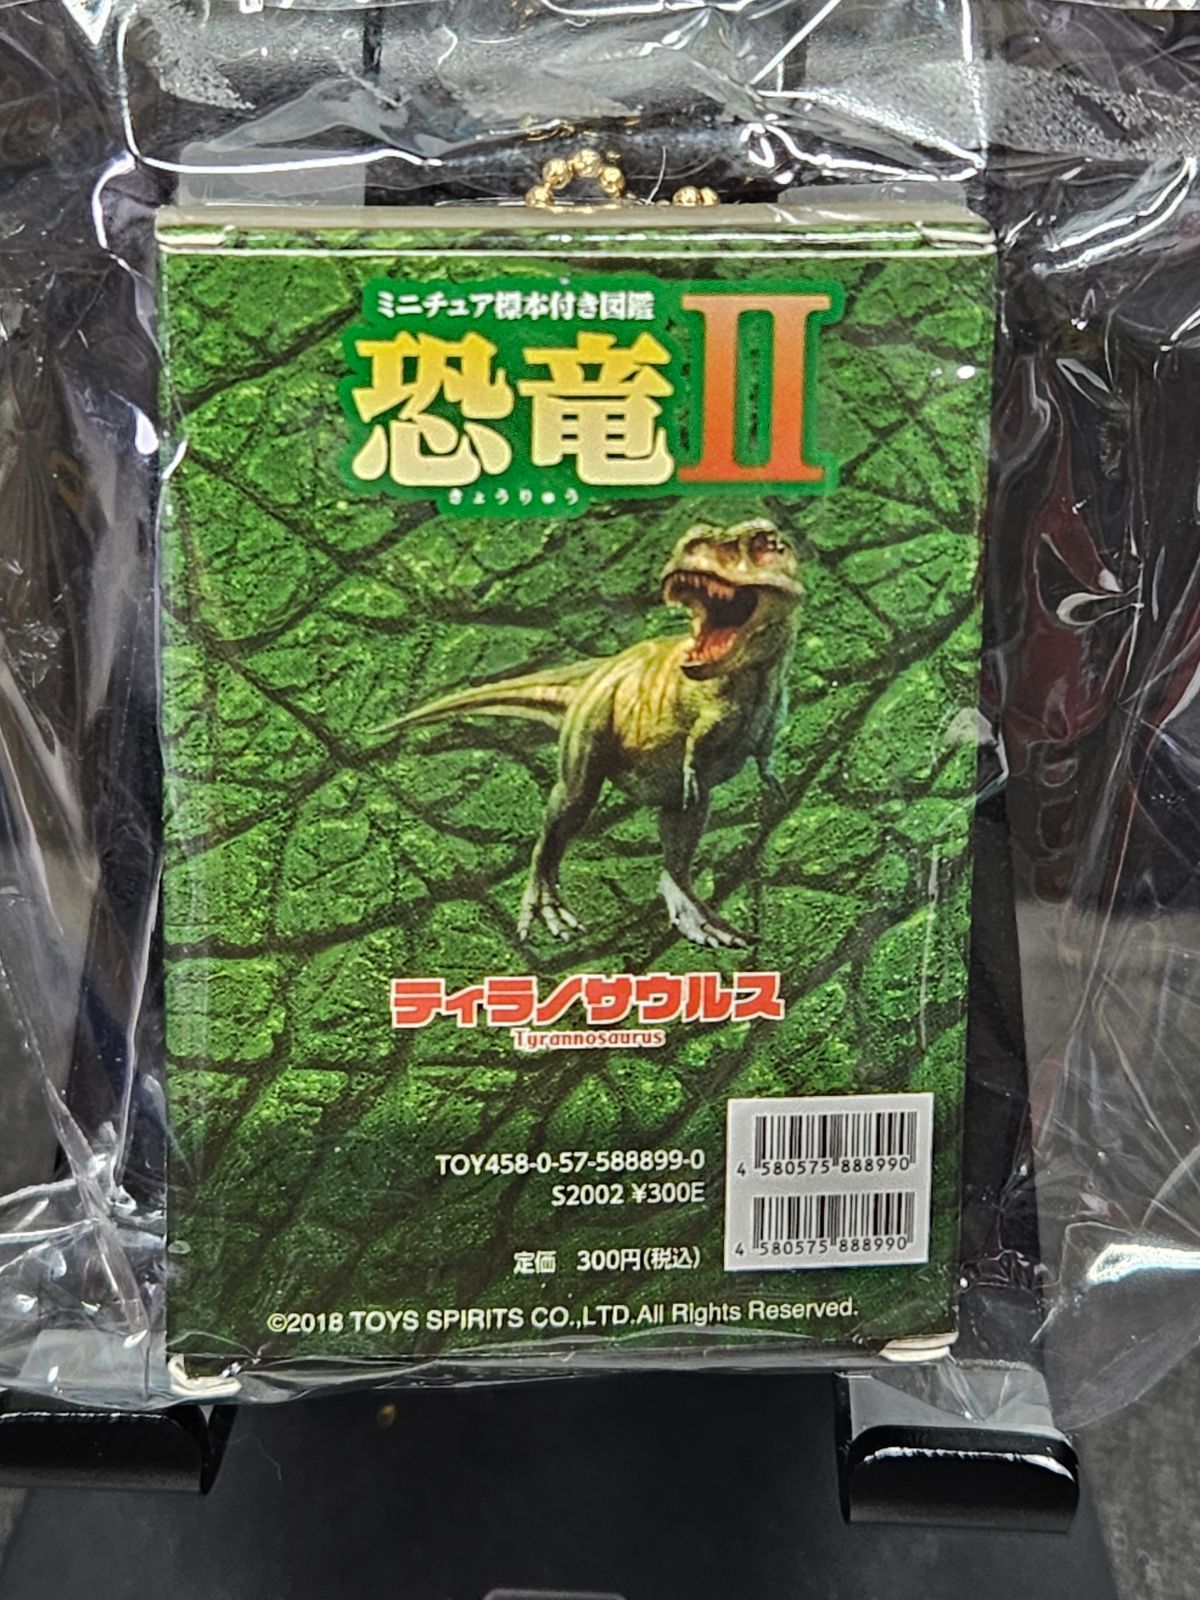 ミニチュア標本付き図鑑
恐竜II
きょうりゅう
ティラノサウルス
Tyrannosaurus
TOY458-0-57-588899-0
S2002 ¥300E
定価　300円(税込)
4 580575 888990
4 580575 888990
©2018 TOYS SPIRITS CO.,LTD.All Rights Reserved.